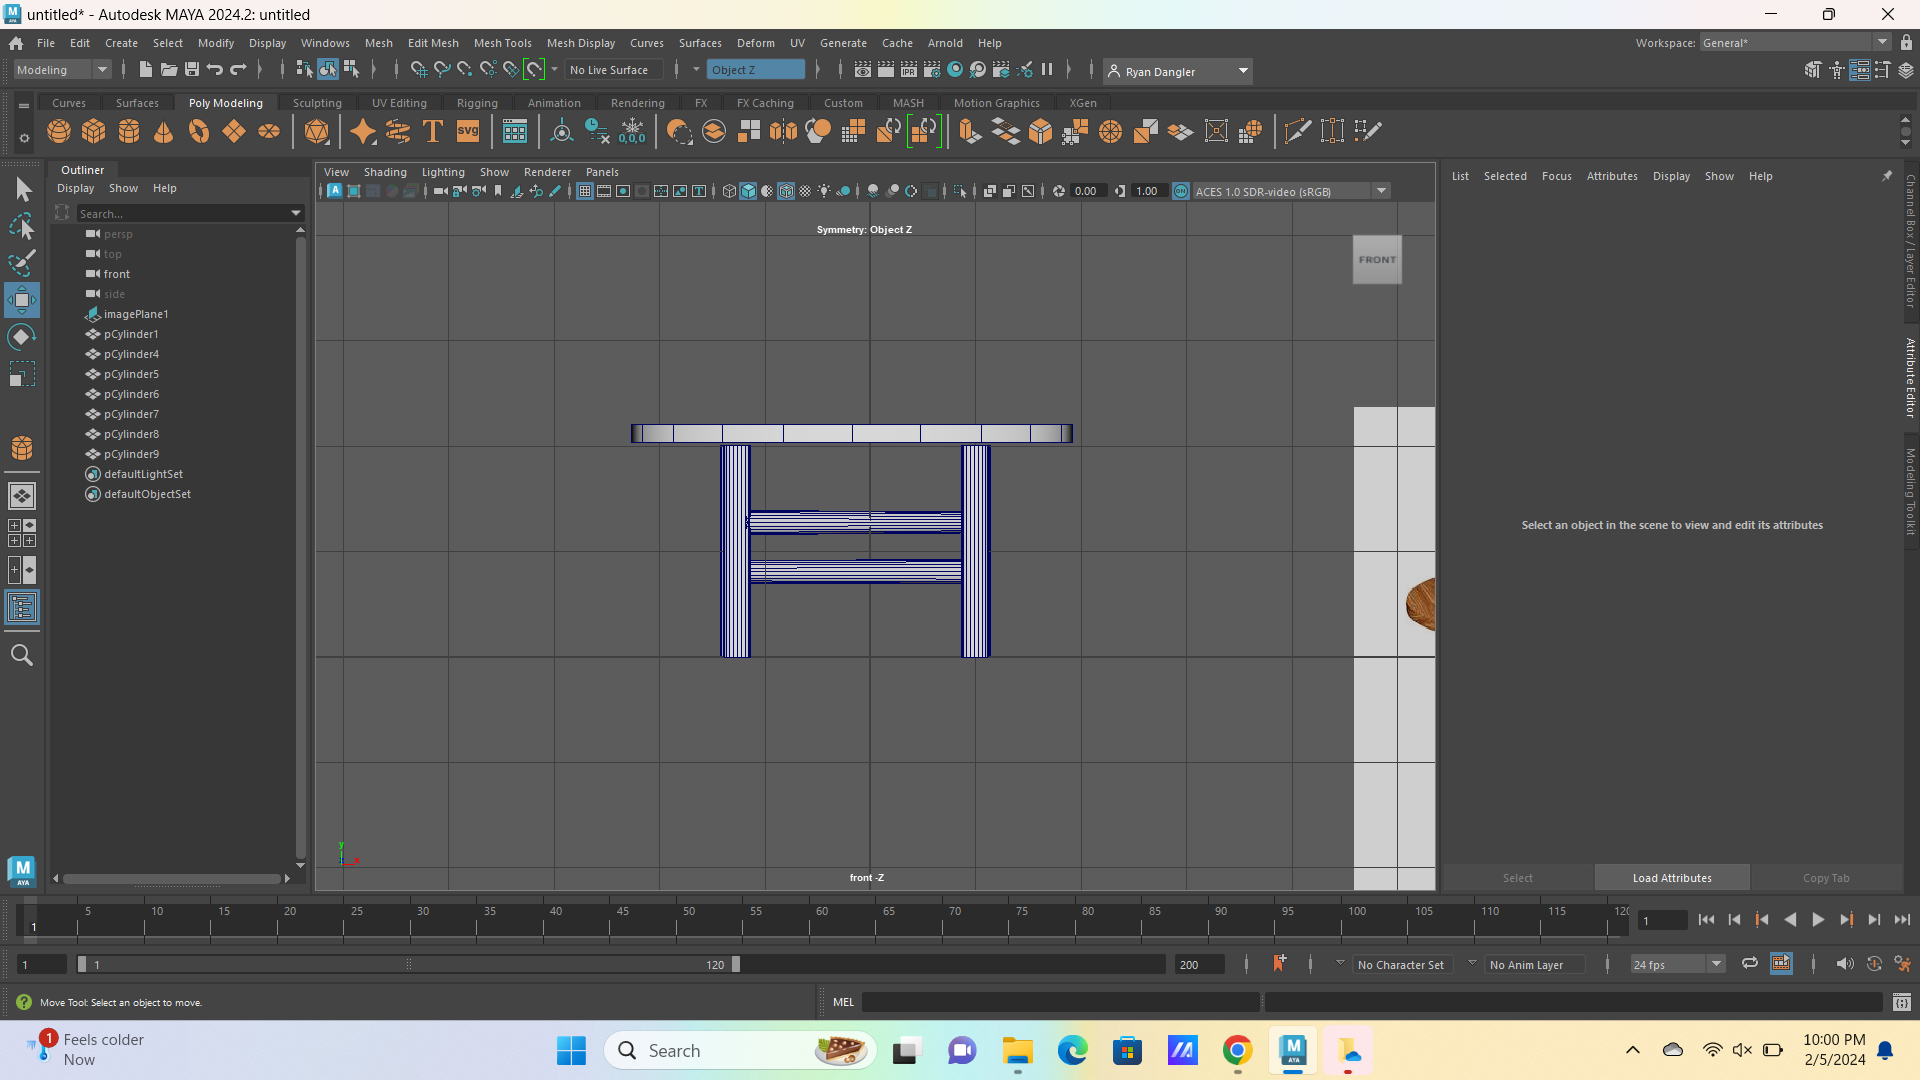 untitled* - Autodesk MAYA 2024.2: untitled
File Edit Create Select Modify Display Windows Mesh Edit Mesh Mesh Tools Mesh Display Curves Surfaces Deform UV Generate Cache Arnold Help
Workspace: General*
Modeling
No Live Surface
Object Z
Ryan Dangler
Curves Surfaces Poly Modeling Sculpting UV Editing Rigging Animation Rendering FX FX Caching Custom MASH Motion Graphics XGen
T
svg
0,0,0
Outliner
Display Show Help
Search...
persp
top
front
side
imagePlane1
pCylinder1
pCylinder4
pCylinder5
pCylinder6
pCylinder7
pCylinder8
pCylinder9
defaultLightSet
defaultObjectSet
View Shading Lighting Show Renderer Panels
0.00
1.00
ACES 1.0 SDR-video (sRGB)
Symmetry: Object Z
FRONT
y
z x
front -Z
List Selected Focus Attributes Display Show Help
Select an object in the scene to view and edit its attributes
Select
Load Attributes
Copy Tab
Channel Box / Layer Editor
Attribute Editor
Modeling Toolkit
M
AYA
5 10 15 20 25 30 35 40 45 50 55 60 65 70 75 80 85 90 95 100 105 110 115 120
1
1
1
1
120
200
No Character Set
No Anim Layer
24 fps
Move Tool: Select an object to move.
MEL
1
Feels colder
Now
Search
10:00 PM
2/5/2024